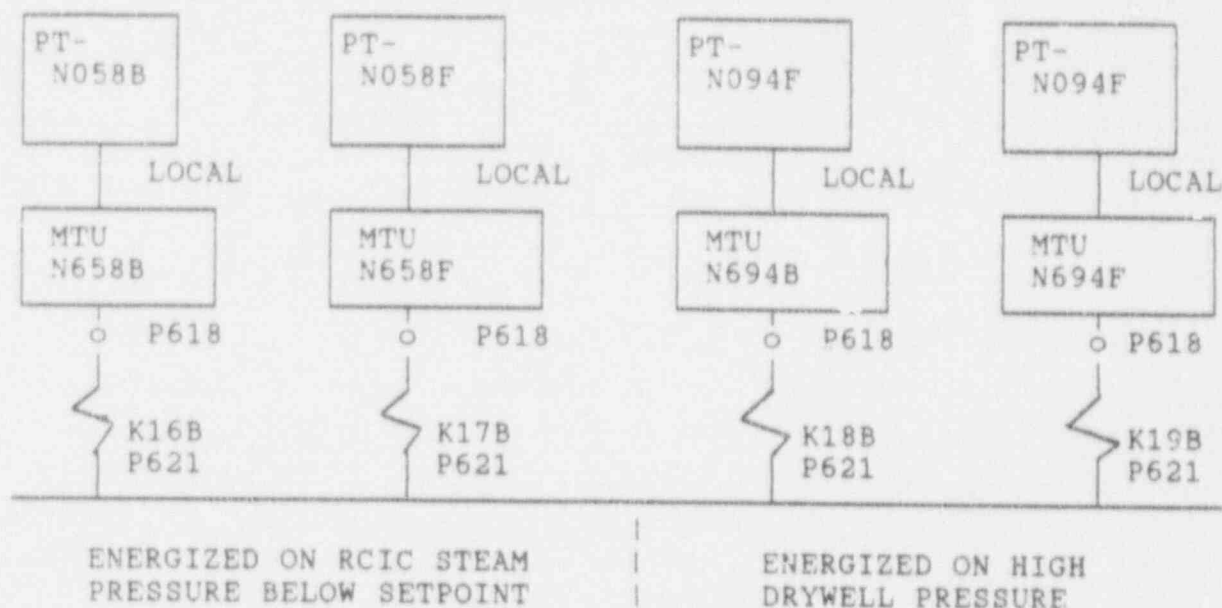 PT-
N058B
PT-
N058F
PT-
N094F
PT-
N094F
LOCAL
LOCAL
LOCAL
LOCAL
MTU
N658B
MTU
N658F
MTU
N694B
MTU
N694F
P618
P618
P618
P618
K16B
P621
K17B
P621
K18B
P621
K19B
P621
ENERGIZED ON RCIC STEAM
PRESSURE BELOW SETPOINT
ENERGIZED ON HIGH
DRYWELL PRESSURE